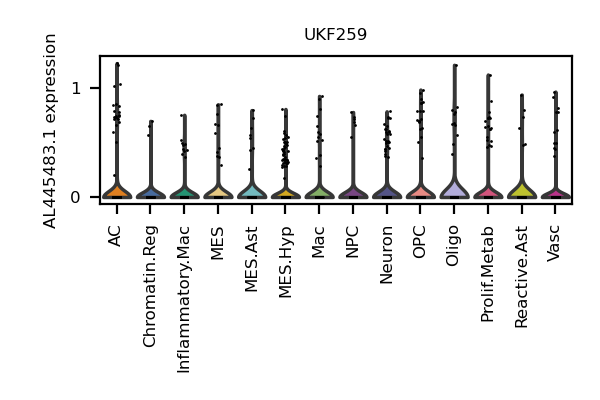 UKF259
AL445483.1 expression
1
0
AC
Chromatin.Reg
Inflammatory.Mac
MES
MES.Ast
MES.Hyp
Mac
NPC
Neuron
OPC
Oligo
Prolif.Metab
Reactive.Ast
Vasc